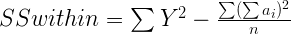 SSwithin = ∑ Y² − ∑(∑ aᵢ)² / n